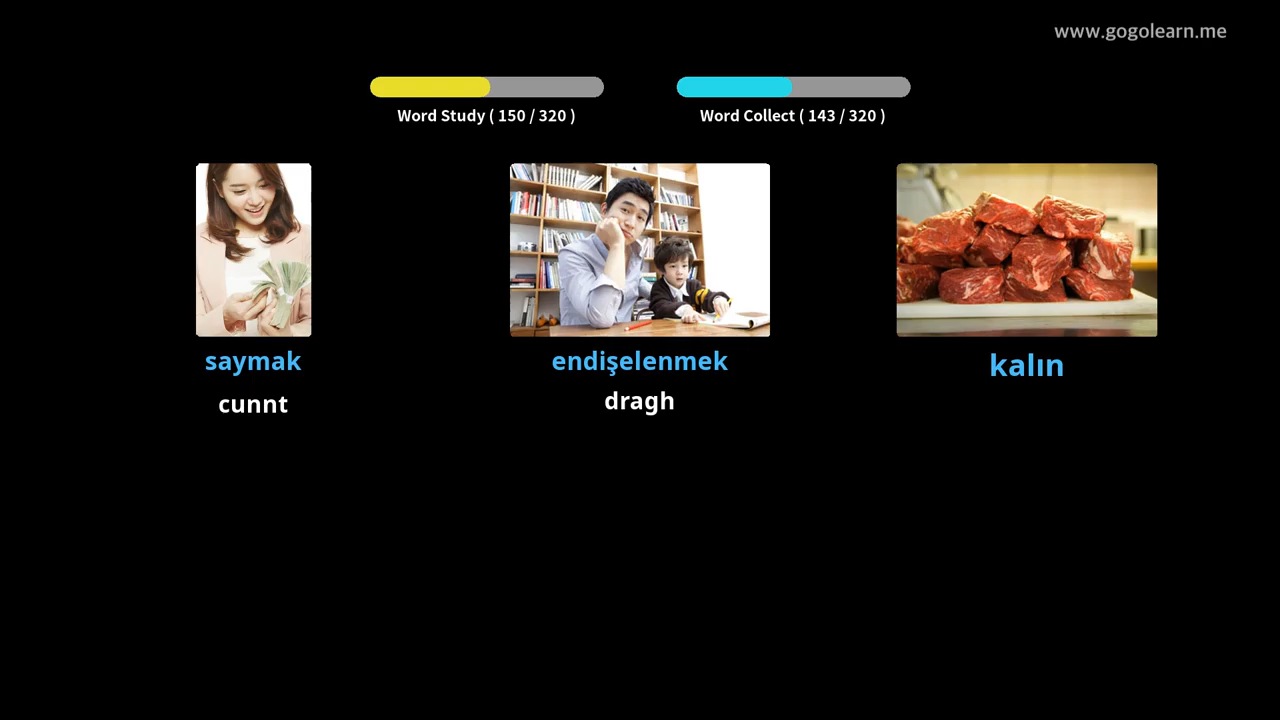 www.gogolearn.me
Word Study ( 150 / 320 )
Word Collect ( 143 / 320 )
saymak
endişelenmek
kalın
cunnt
dragh